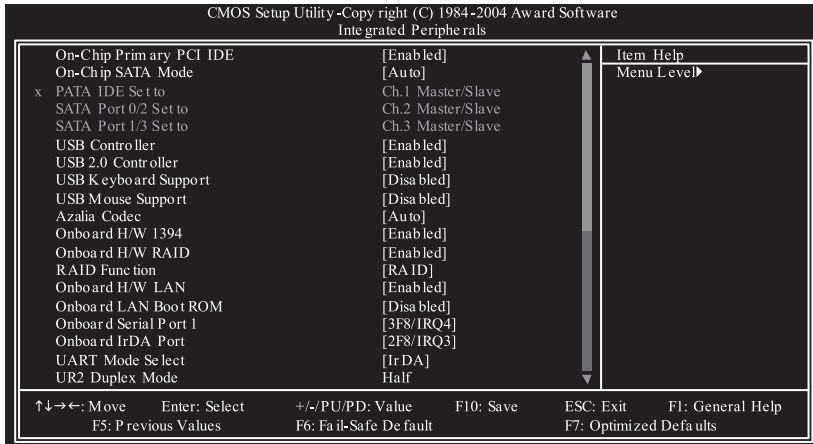 CMOS Setup Utility-Copyright (C) 1984-2004 Award Software
Integrated Peripherals
On-Chip Primary PCI IDE [Enabled] ▲ Item Help
On-Chip SATA Mode [Auto] Menu Level▶
x PATA IDE Set to Ch.1 Master/Slave
SATA Port 0/2 Set to Ch.2 Master/Slave
SATA Port 1/3 Set to Ch.3 Master/Slave
USB Controller [Enabled]
USB 2.0 Controller [Enabled]
USB Keyboard Support [Disabled]
USB Mouse Support [Disabled]
Azalia Codec [Auto]
Onboard H/W 1394 [Enabled]
Onboard H/W RAID [Enabled]
RAID Function [RAID]
Onboard H/W LAN [Enabled]
Onboard LAN Boot ROM [Disabled]
Onboard Serial Port 1 [3F8/IRQ4]
Onboard IrDA Port [2F8/IRQ3]
UART Mode Select [IrDA]
UR2 Duplex Mode Half ▼
↑↓→←: Move Enter: Select +/-/PU/PD: Value F10: Save ESC: Exit F1: General Help
F5: Previous Values F6: Fail-Safe Default F7: Optimized Defaults